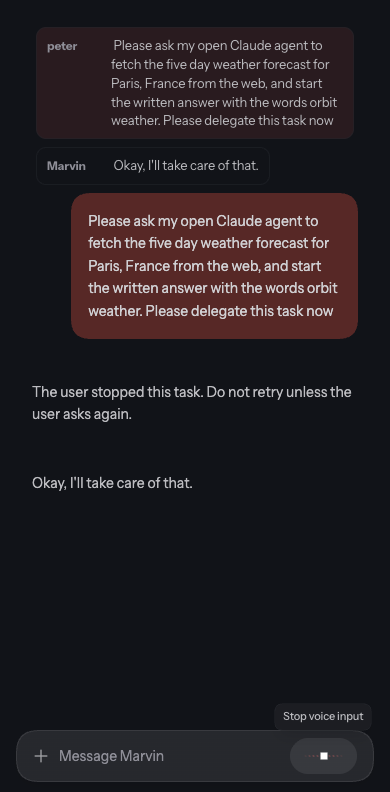 peter Please ask my open Claude agent to
fetch the five day weather forecast for
Paris, France from the web, and start
the written answer with the words orbit
weather. Please delegate this task now
Marvin Okay, I'll take care of that.
Please ask my open Claude agent to
fetch the five day weather forecast for
Paris, France from the web, and start
the written answer with the words orbit
weather. Please delegate this task now
The user stopped this task. Do not retry unless the
user asks again.
Okay, I'll take care of that.
Stop voice input
Message Marvin